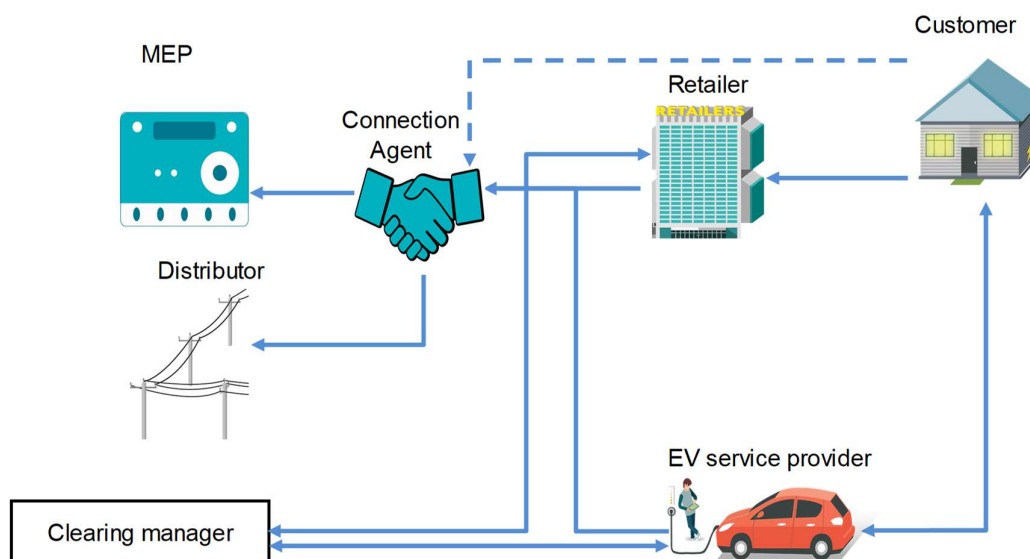 Customer
MEP
Retailer
RETAILERS
Connection
Agent
Distributor
EV service provider
Clearing manager